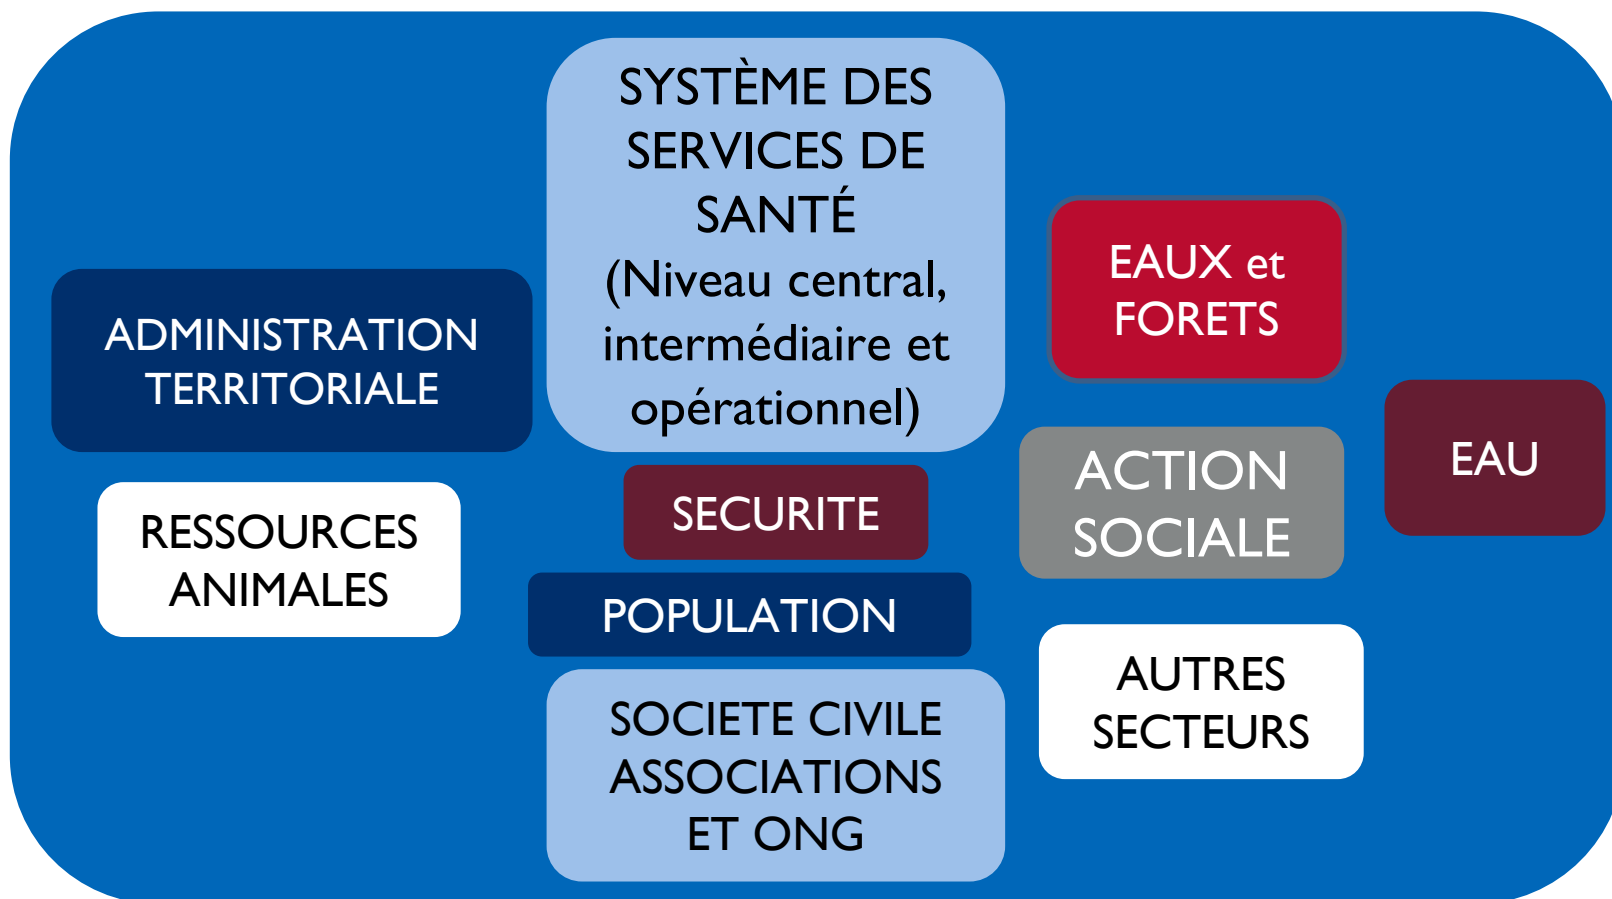 SYSTÈME DES
SERVICES DE
SANTÉ
(Niveau central,
intermédiaire et
opérationnel)
ADMINISTRATION
TERRITORIALE
EAUX et
FORETS
EAU
ACTION
SOCIALE
SECURITE
RESSOURCES
ANIMALES
POPULATION
AUTRES
SECTEURS
SOCIETE CIVILE
ASSOCIATIONS
ET ONG